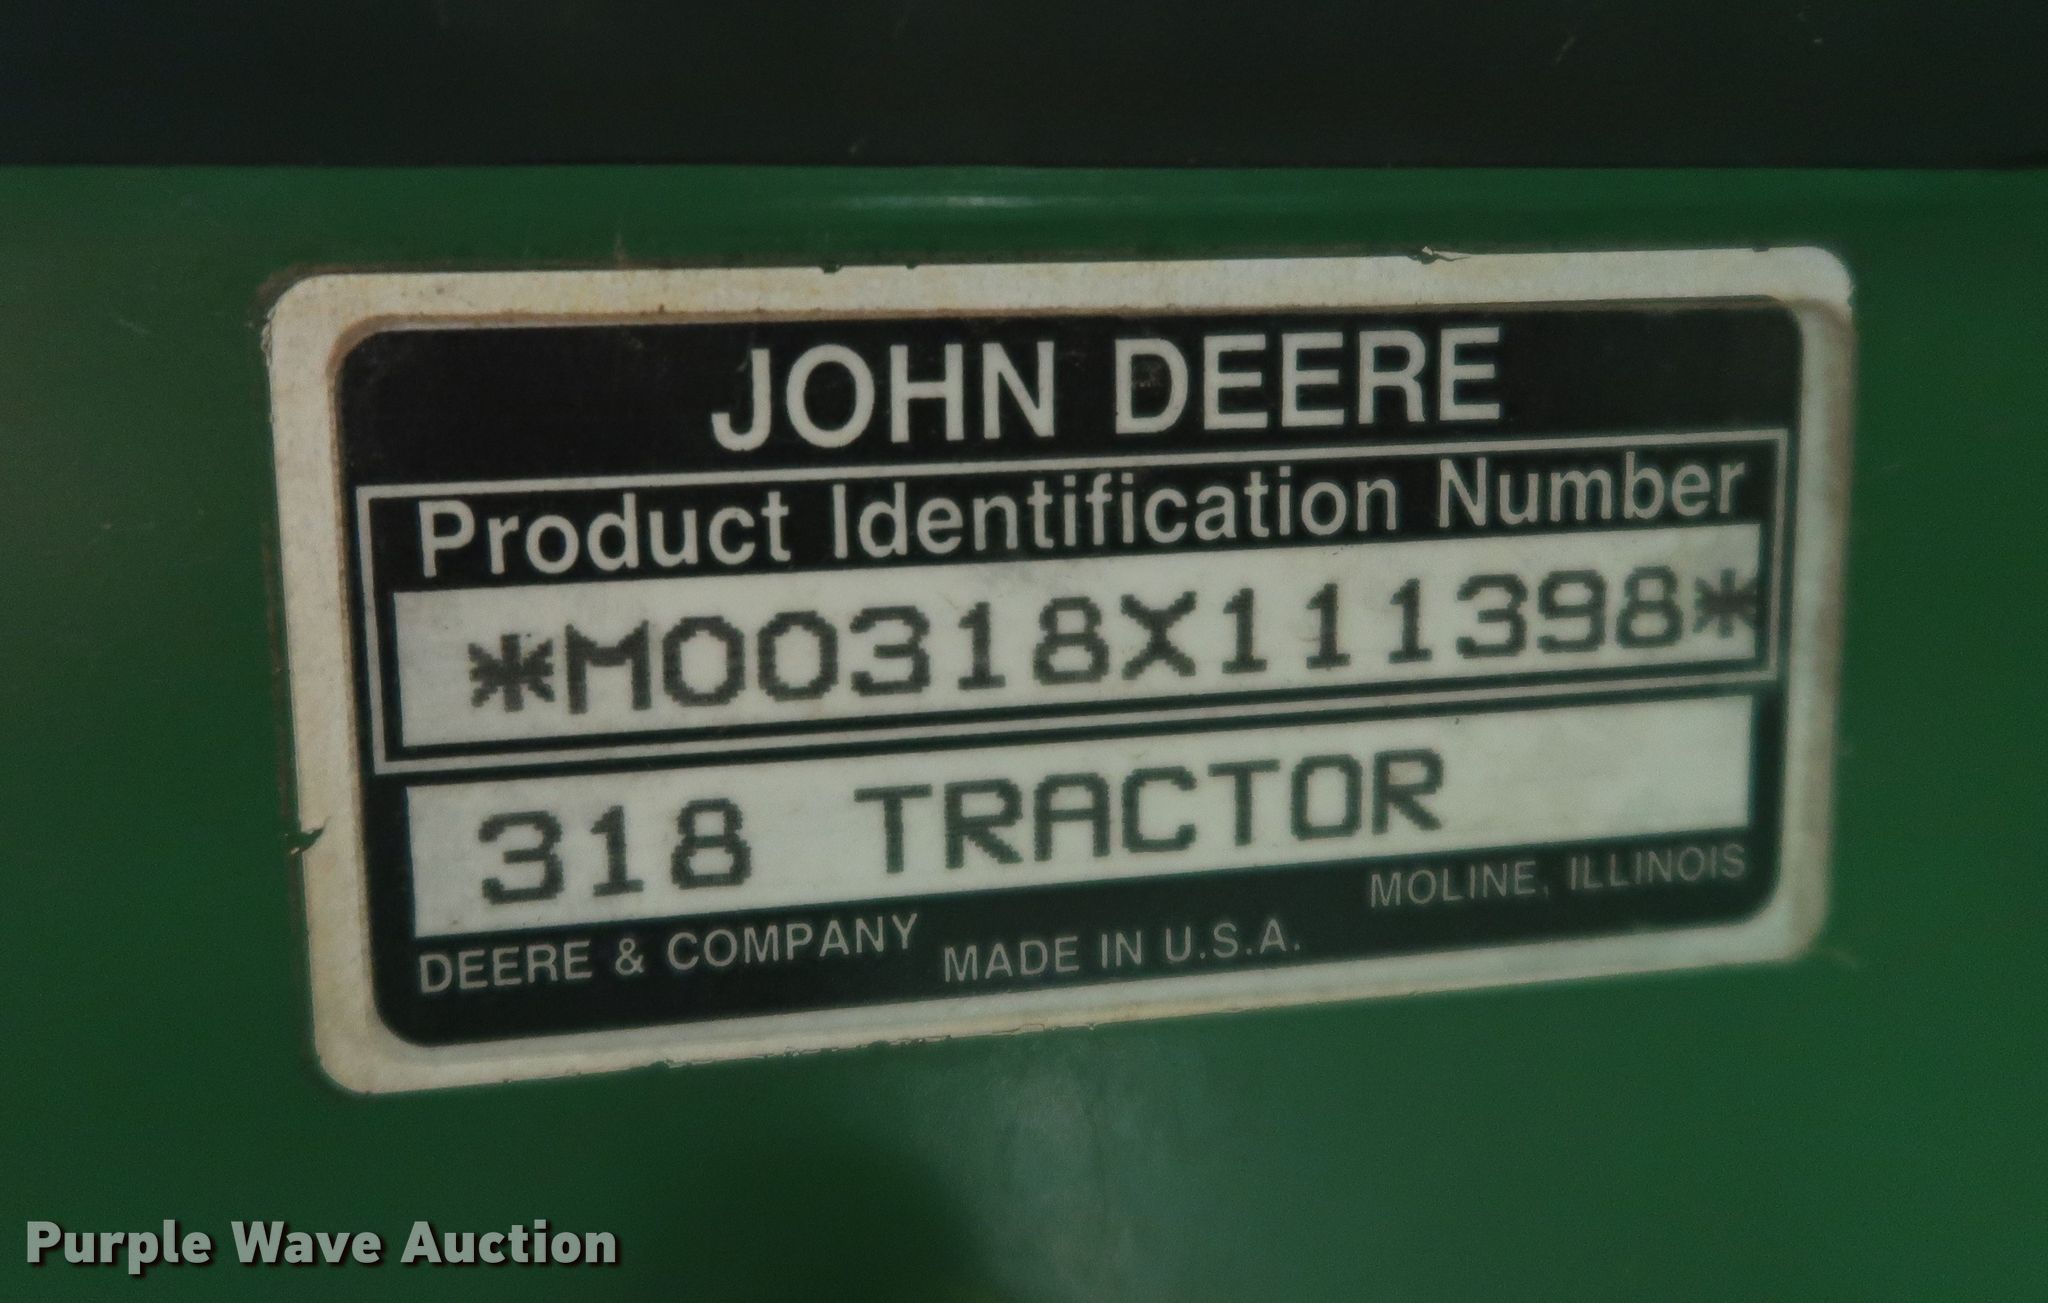 JOHN DEERE
Product Identification Number
*M00318X111398*
318 TRACTOR
DEERE & COMPANY MADE IN U.S.A. MOLINE, ILLINOIS
Purple Wave Auction